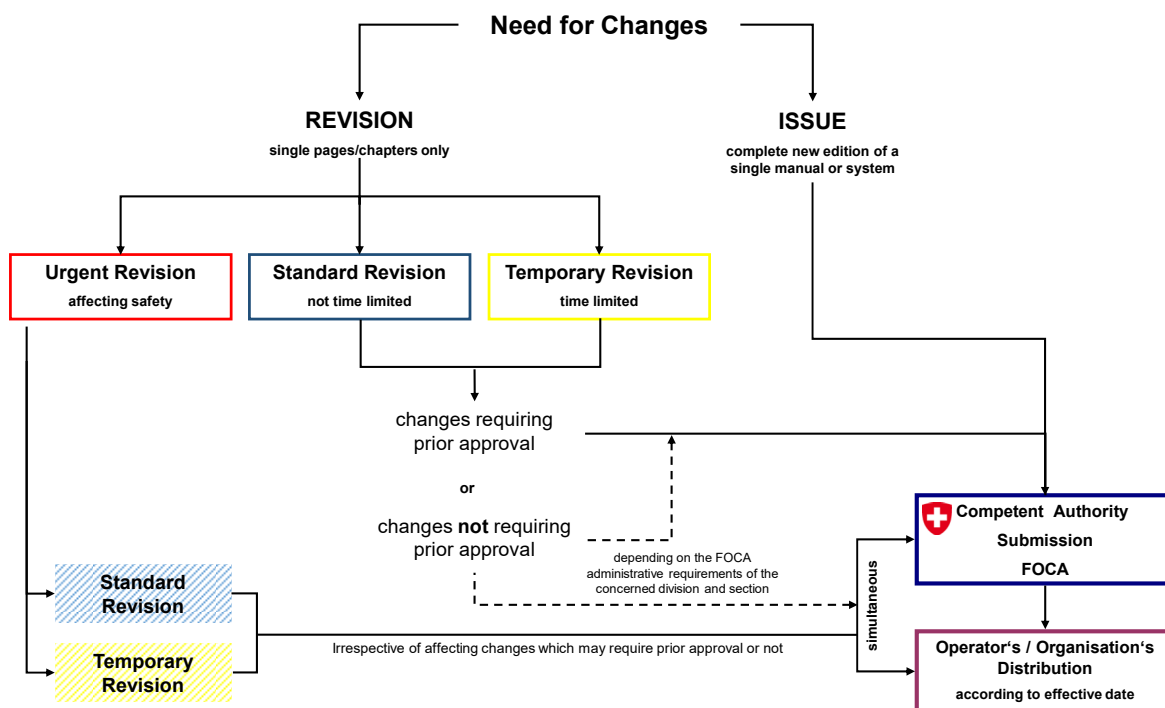 Need for Changes
REVISION
single pages/chapters only
ISSUE
complete new edition of a
single manual or system
Urgent Revision
affecting safety
Standard Revision
not time limited
Temporary Revision
time limited
changes requiring
prior approval
or
changes not requiring
prior approval
depending on the FOCA
administrative requirements of the
concerned division and section
Competent Authority
Submission
FOCA
simultaneous
Standard
Revision
Temporary
Revision
Irrespective of affecting changes which may require prior approval or not
Operator‘s / Organisation‘s
Distribution
according to effective date